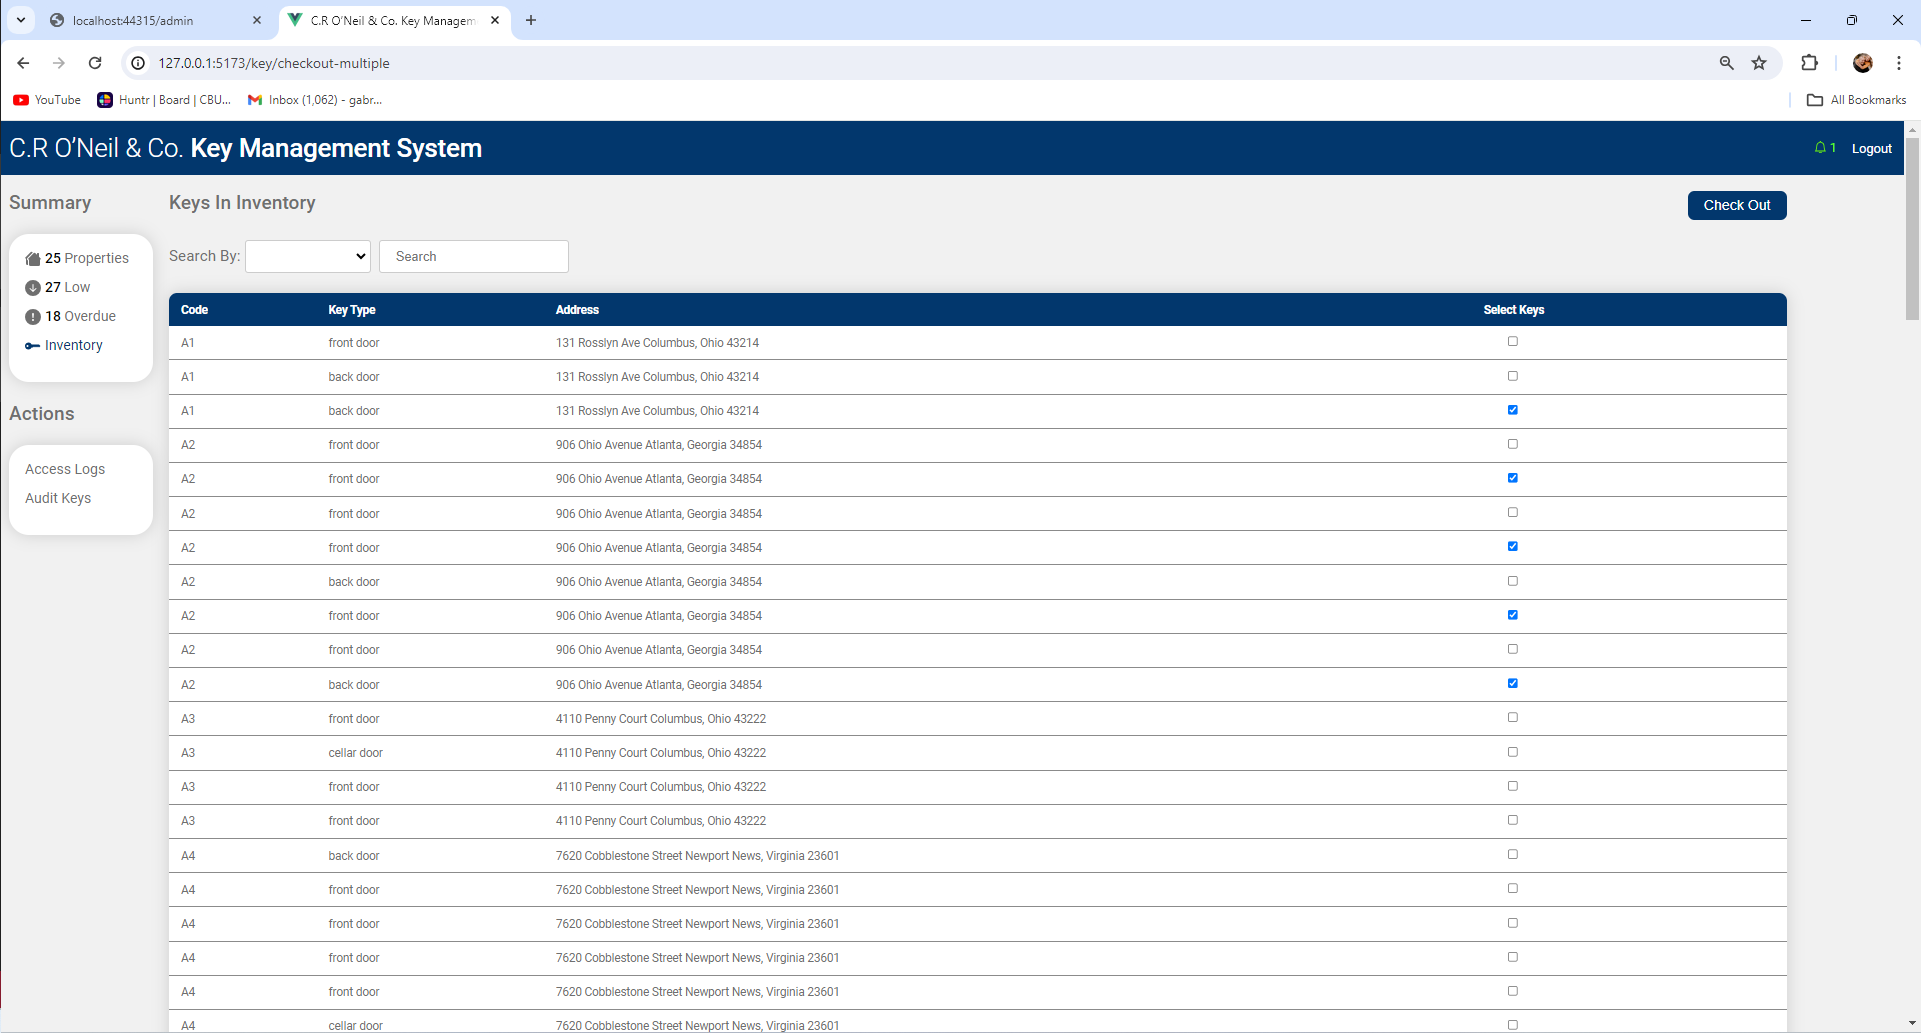 localhost:44315/admin
C.R O'Neil & Co. Key Managem
127.0.0.1:5173/key/checkout-multiple
YouTube
Huntr | Board | CBU...
Inbox (1,062) - gabr...
All Bookmarks
C.R O’Neil & Co. Key Management System
1
Logout
Summary
25 Properties
27 Low
18 Overdue
Inventory
Actions
Access Logs
Audit Keys
Keys In Inventory
Check Out
Search By:
Search
Code Key Type Address Select Keys
A1 front door 131 Rosslyn Ave Columbus, Ohio 43214
A1 back door 131 Rosslyn Ave Columbus, Ohio 43214
A1 back door 131 Rosslyn Ave Columbus, Ohio 43214
A2 front door 906 Ohio Avenue Atlanta, Georgia 34854
A2 front door 906 Ohio Avenue Atlanta, Georgia 34854
A2 front door 906 Ohio Avenue Atlanta, Georgia 34854
A2 front door 906 Ohio Avenue Atlanta, Georgia 34854
A2 back door 906 Ohio Avenue Atlanta, Georgia 34854
A2 front door 906 Ohio Avenue Atlanta, Georgia 34854
A2 front door 906 Ohio Avenue Atlanta, Georgia 34854
A2 back door 906 Ohio Avenue Atlanta, Georgia 34854
A3 front door 4110 Penny Court Columbus, Ohio 43222
A3 cellar door 4110 Penny Court Columbus, Ohio 43222
A3 front door 4110 Penny Court Columbus, Ohio 43222
A3 front door 4110 Penny Court Columbus, Ohio 43222
A4 back door 7620 Cobblestone Street Newport News, Virginia 23601
A4 front door 7620 Cobblestone Street Newport News, Virginia 23601
A4 front door 7620 Cobblestone Street Newport News, Virginia 23601
A4 front door 7620 Cobblestone Street Newport News, Virginia 23601
A4 front door 7620 Cobblestone Street Newport News, Virginia 23601
A4 cellar door 7620 Cobblestone Street Newport News, Virginia 23601